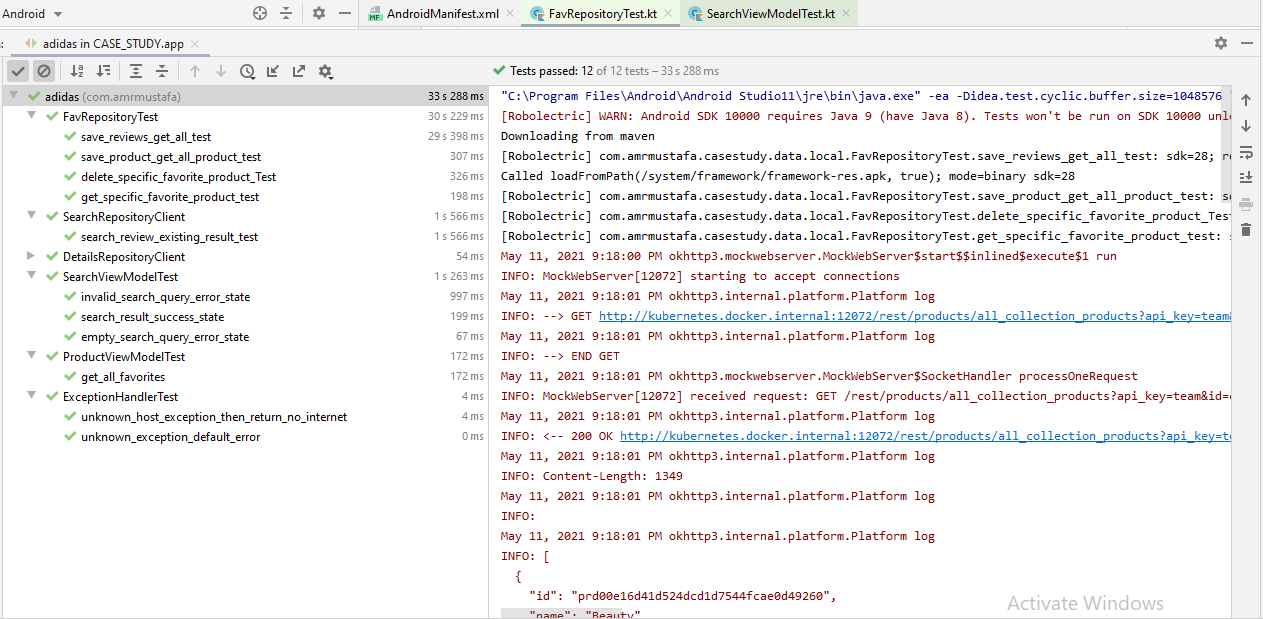 Android AndroidManifest.xml FavRepositoryTest.kt SearchViewModelTest.kt
adidas in CASE_STUDY.app
Tests passed: 12 of 12 tests – 33 s 288 ms
adidas (com.amrmustafa) 33 s 288 ms
FavRepositoryTest 30 s 229 ms
save_reviews_get_all_test 29 s 398 ms
save_product_get_all_product_test 307 ms
delete_specific_favorite_product_Test 326 ms
get_specific_favorite_product_test 198 ms
SearchRepositoryClient 1 s 566 ms
search_review_existing_result_test 1 s 566 ms
DetailsRepositoryClient 54 ms
SearchViewModelTest 1 s 263 ms
invalid_search_query_error_state 997 ms
search_result_success_state 199 ms
empty_search_query_error_state 67 ms
ProductViewModelTest 172 ms
get_all_favorites 172 ms
ExceptionHandlerTest 4 ms
unknown_host_exception_then_return_no_internet 4 ms
unknown_exception_default_error 0 ms
"C:\Program Files\Android\Android Studio11\jre\bin\java.exe" -ea -Didea.test.cyclic.buffer.size=1048576
[Robolectric] WARN: Android SDK 10000 requires Java 9 (have Java 8). Tests won't be run on SDK 10000
Downloading from maven
[Robolectric] com.amrmustafa.casestudy.data.local.FavRepositoryTest.save_reviews_get_all_test: sdk=28;
Called loadFromPath(/system/framework/framework-res.apk, true); mode=binary sdk=28
[Robolectric] com.amrmustafa.casestudy.data.local.FavRepositoryTest.save_product_get_all_product_test:
[Robolectric] com.amrmustafa.casestudy.data.local.FavRepositoryTest.delete_specific_favorite_product_Tes
[Robolectric] com.amrmustafa.casestudy.data.local.FavRepositoryTest.get_specific_favorite_product_test:
May 11, 2021 9:18:00 PM okhttp3.mockwebserver.MockWebServer$start$$inlined$execute$1 run
INFO: MockWebServer[12072] starting to accept connections
May 11, 2021 9:18:01 PM okhttp3.internal.platform.Platform log
INFO: --> GET http://kubernetes.docker.internal:12072/rest/products/all_collection_products?api_key=team&
May 11, 2021 9:18:01 PM okhttp3.internal.platform.Platform log
INFO: --> END GET
May 11, 2021 9:18:01 PM okhttp3.mockwebserver.MockWebServer$SocketHandler processOneRequest
INFO: MockWebServer[12072] received request: GET /rest/products/all_collection_products?api_key=team&id=
May 11, 2021 9:18:01 PM okhttp3.internal.platform.Platform log
INFO: <-- 200 OK http://kubernetes.docker.internal:12072/rest/products/all_collection_products?api_key=te
May 11, 2021 9:18:01 PM okhttp3.internal.platform.Platform log
INFO: Content-Length: 1349
May 11, 2021 9:18:01 PM okhttp3.internal.platform.Platform log
INFO:
May 11, 2021 9:18:01 PM okhttp3.internal.platform.Platform log
INFO: [
{
"id": "prd00e16d41d524dcd1d7544fcae0d49260",
"name": "Beauty"
Activate Windows